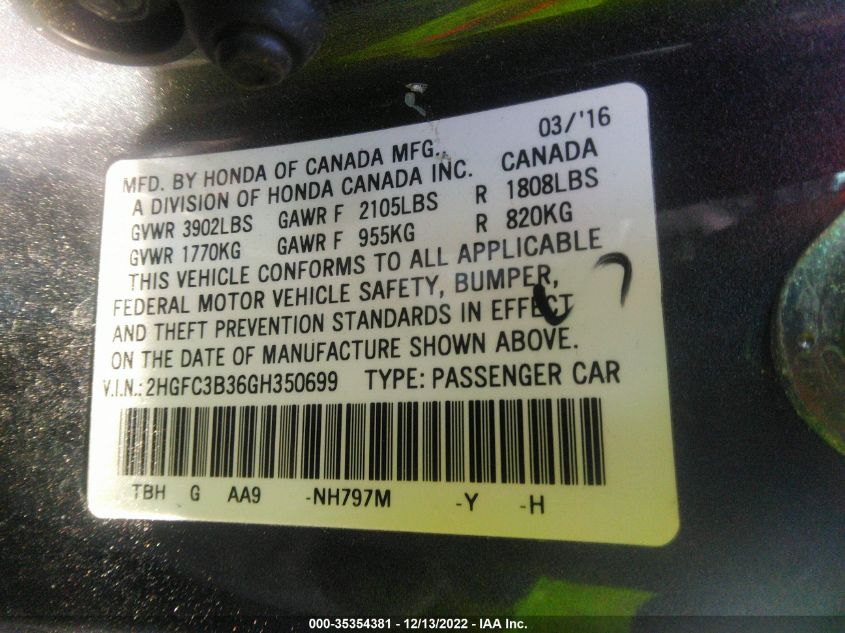 03/'16
MFD. BY HONDA OF CANADA MFG., CANADA
A DIVISION OF HONDA CANADA INC.
GVWR 3902LBS GAWR F 2105LBS R 1808LBS
GVWR 1770KG GAWR F 955KG R 820KG
THIS VEHICLE CONFORMS TO ALL APPLICABLE
FEDERAL MOTOR VEHICLE SAFETY, BUMPER,
AND THEFT PREVENTION STANDARDS IN EFFECT
ON THE DATE OF MANUFACTURE SHOWN ABOVE.
V.I.N.: 2HGFC3B36GH350699 TYPE: PASSENGER CAR
TBH G AA9 -NH797M -Y -H
000-35354381 - 12/13/2022 - IAA Inc.